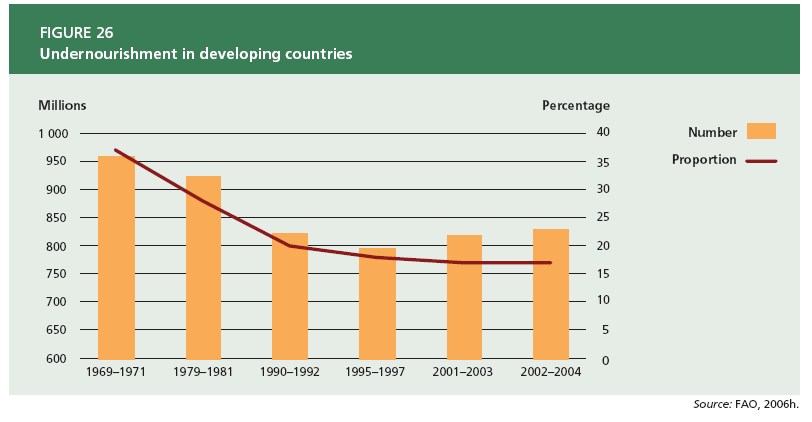 FIGURE 26
Undernourishment in developing countries
Millions
Percentage
1 000
950
900
850
800
750
700
650
600
40
35
30
25
20
15
10
5
0
1969–1971 1979–1981 1990–1992 1995–1997 2001–2003 2002–2004
Number
Proportion
Source: FAO, 2006h.